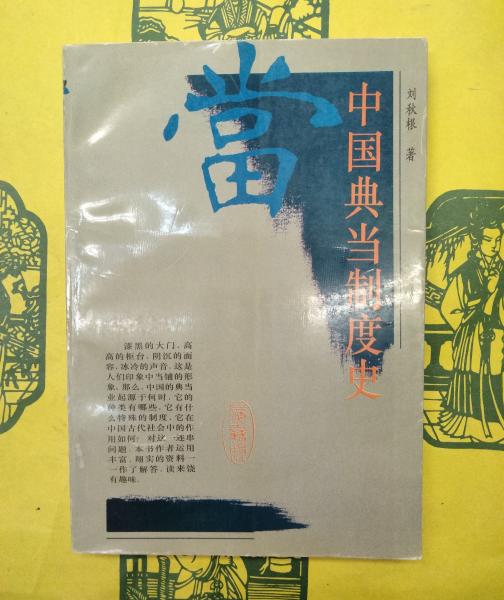 當
中国典当制度史
刘秋根 著
漆黑的大门，高
高的柜台，阴沉的面
容，冰冷的声音，这是
人们印象中当铺的形
象。那么，中国的典当
业起源于何时，它的
种类有哪些，它有什
么特殊的制度，它在
中国古代社会中的作
用如何？对这一连串
问题，本书作者运用
丰富、翔实的资料一
一作了解答，读来饶
有趣味。